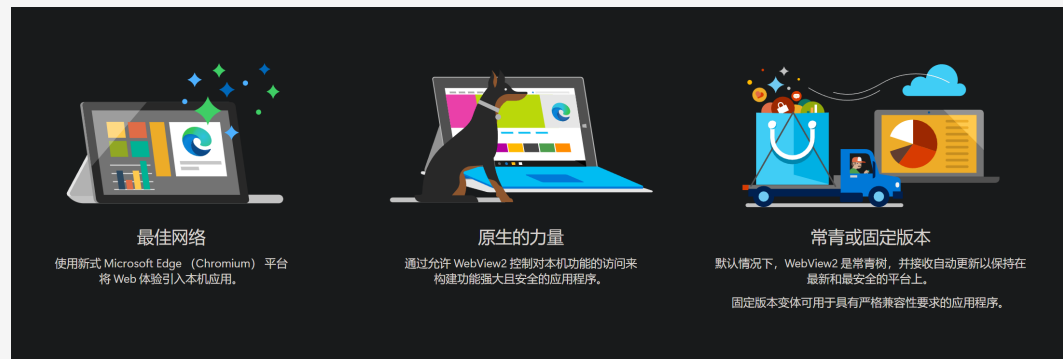 最佳网络
使用新式 Microsoft Edge （Chromium） 平台
将 Web 体验引入本机应用。
原生的力量
通过允许 WebView2 控制对本机功能的访问来
构建功能强大且安全的应用程序。
常青或固定版本
默认情况下，WebView2 是常青树，并接收自动更新以保持在
最新和最安全的平台上。
固定版本变体可用于具有严格兼容性要求的应用程序。